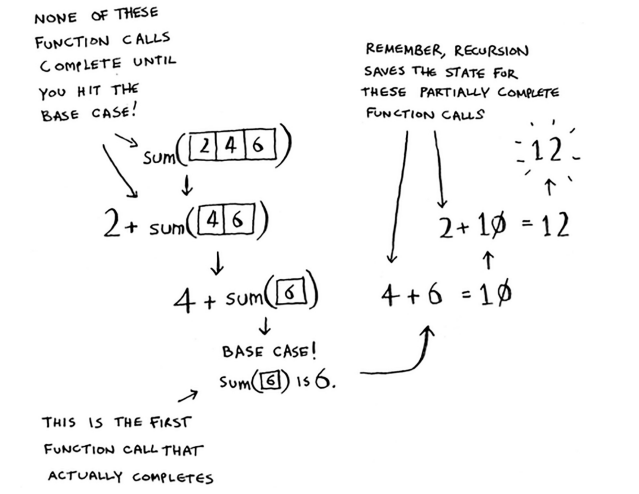 NONE OF THESE
FUNCTION CALLS
COMPLETE UNTIL
YOU HIT THE
BASE CASE!
REMEMBER, RECURSION
SAVES THE STATE FOR
THESE PARTIALLY COMPLETE
FUNCTION CALLS
SUM(2 4 6)
12
2 + SUM(4 6)
2 + 10 = 12
4 + SUM(6)
4 + 6 = 10
BASE CASE!
SUM(6) IS 6.
THIS IS THE FIRST
FUNCTION CALL THAT
ACTUALLY COMPLETES